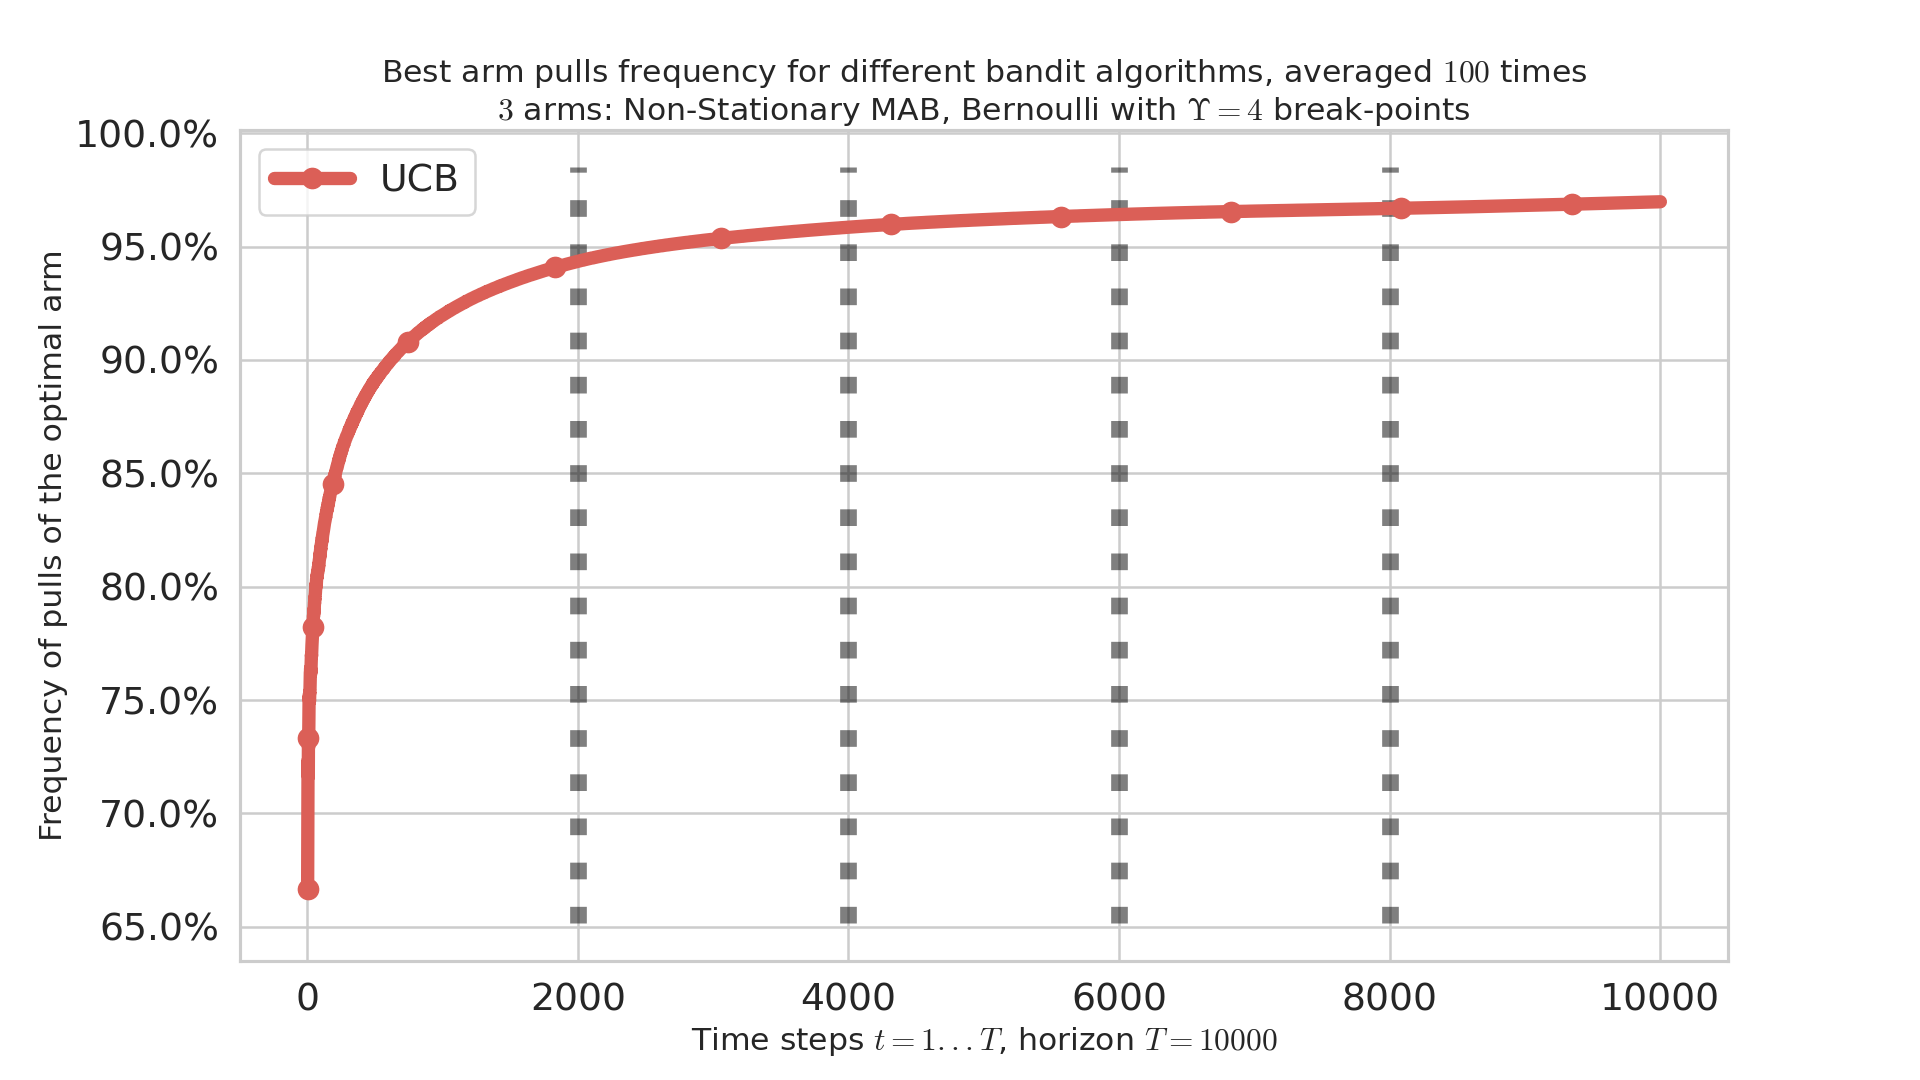 Best arm pulls frequency for different bandit algorithms, averaged 100 times
3 arms: Non-Stationary MAB, Bernoulli with ϒ = 4 break-points
UCB
Frequency of pulls of the optimal arm
100.0%
95.0%
90.0%
85.0%
80.0%
75.0%
70.0%
65.0%
0 2000 4000 6000 8000 10000
Time steps t = 1...T, horizon T = 10000